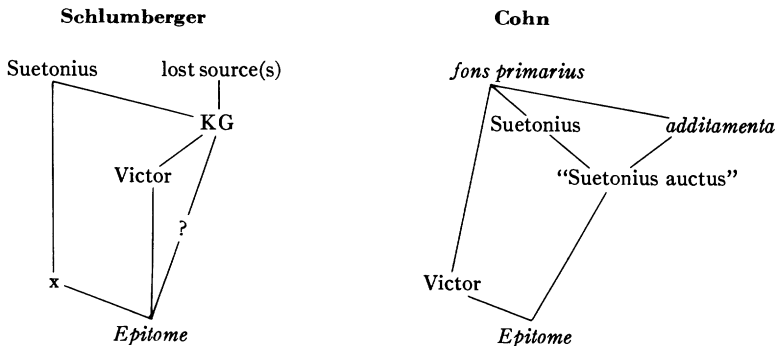 Schlumberger
Suetonius lost source(s)
KG
Victor
?
x
Epitome
Cohn
fons primarius
Suetonius additamenta
“Suetonius auctus”
Victor
Epitome